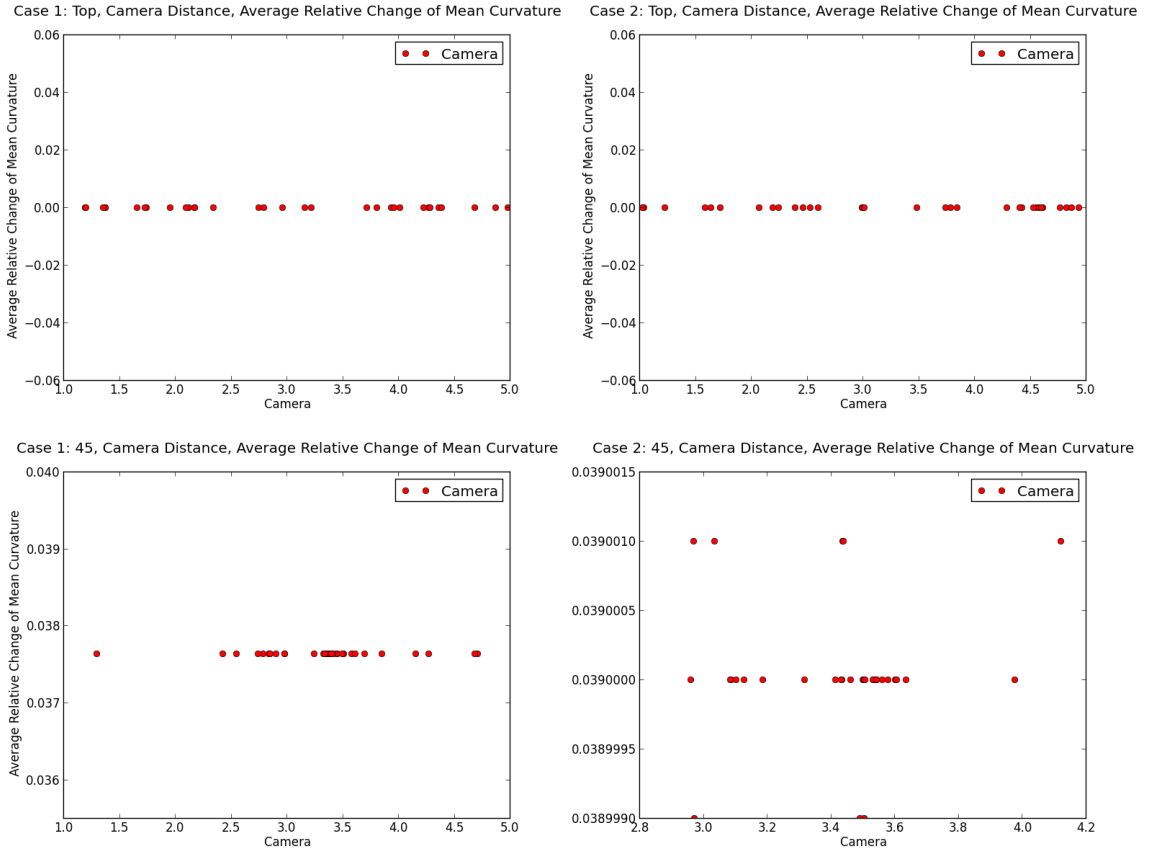 Case 1: Top, Camera Distance, Average Relative Change of Mean Curvature
Average Relative Change of Mean Curvature
0.06
0.04
0.02
0.00
−0.02
−0.04
−0.06
1.0 1.5 2.0 2.5 3.0 3.5 4.0 4.5 5.0
Camera
Camera
Case 2: Top, Camera Distance, Average Relative Change of Mean Curvature
Average Relative Change of Mean Curvature
0.06
0.04
0.02
0.00
−0.02
−0.04
−0.06
1.0 1.5 2.0 2.5 3.0 3.5 4.0 4.5 5.0
Camera
Camera
Case 1: 45, Camera Distance, Average Relative Change of Mean Curvature
Average Relative Change of Mean Curvature
0.040
0.039
0.038
0.037
0.036
1.0 1.5 2.0 2.5 3.0 3.5 4.0 4.5 5.0
Camera
Camera
Case 2: 45, Camera Distance, Average Relative Change of Mean Curvature
0.0390015
0.0390010
0.0390005
0.0390000
0.0389995
0.0389990
2.8 3.0 3.2 3.4 3.6 3.8 4.0 4.2
Camera
Camera